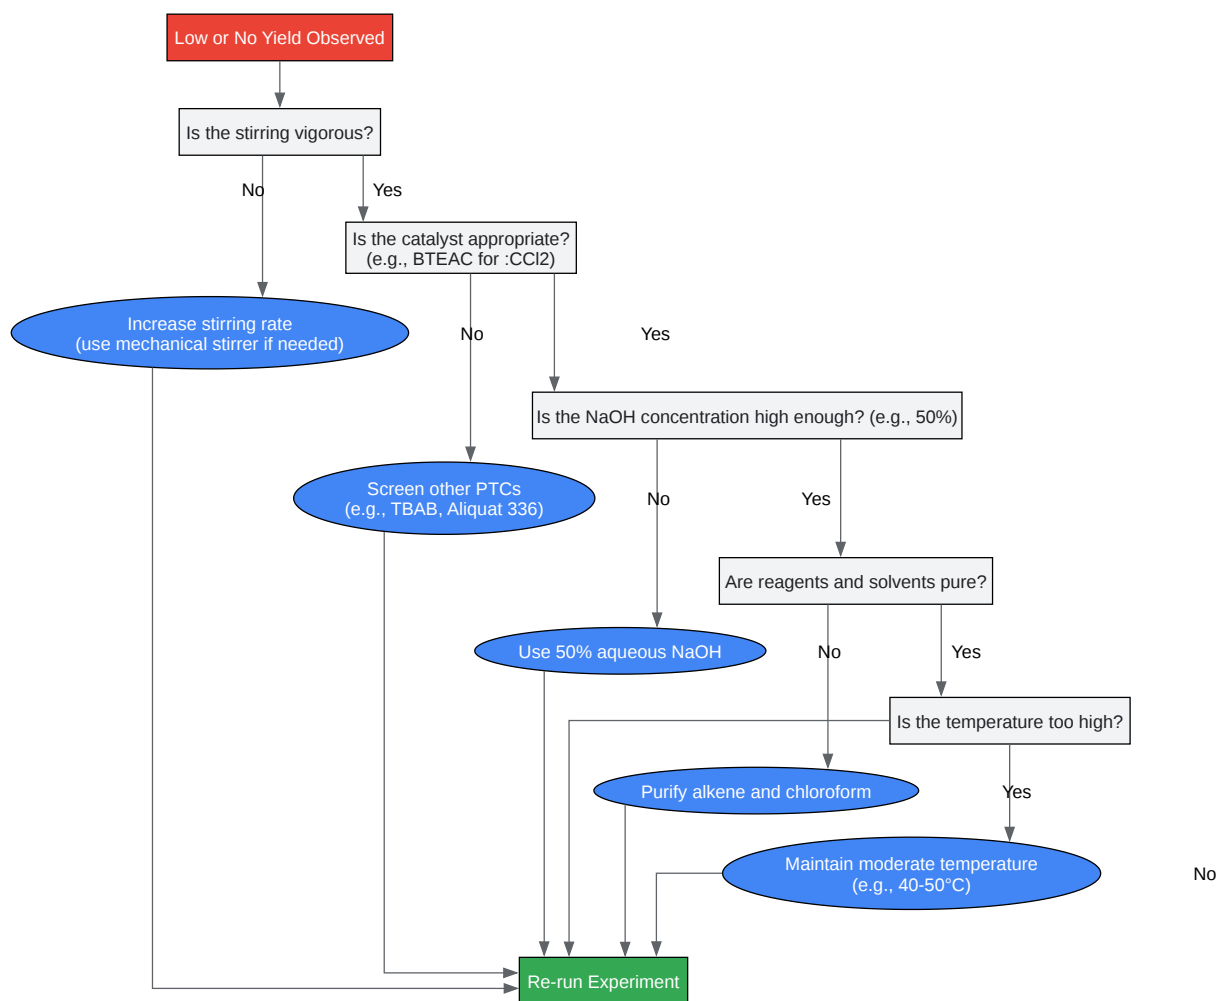 Low or No Yield Observed
Is the stirring vigorous?
No
Yes
Is the catalyst appropriate?
(e.g., BTEAC for :CCl2)
Increase stirring rate
(use mechanical stirrer if needed)
No
Yes
Is the NaOH concentration high enough? (e.g., 50%)
Screen other PTCs
(e.g., TBAB, Aliquat 336)
No
Yes
Are reagents and solvents pure?
Use 50% aqueous NaOH
No
Yes
Is the temperature too high?
Purify alkene and chloroform
Yes
Maintain moderate temperature
(e.g., 40-50°C)
No
Re-run Experiment